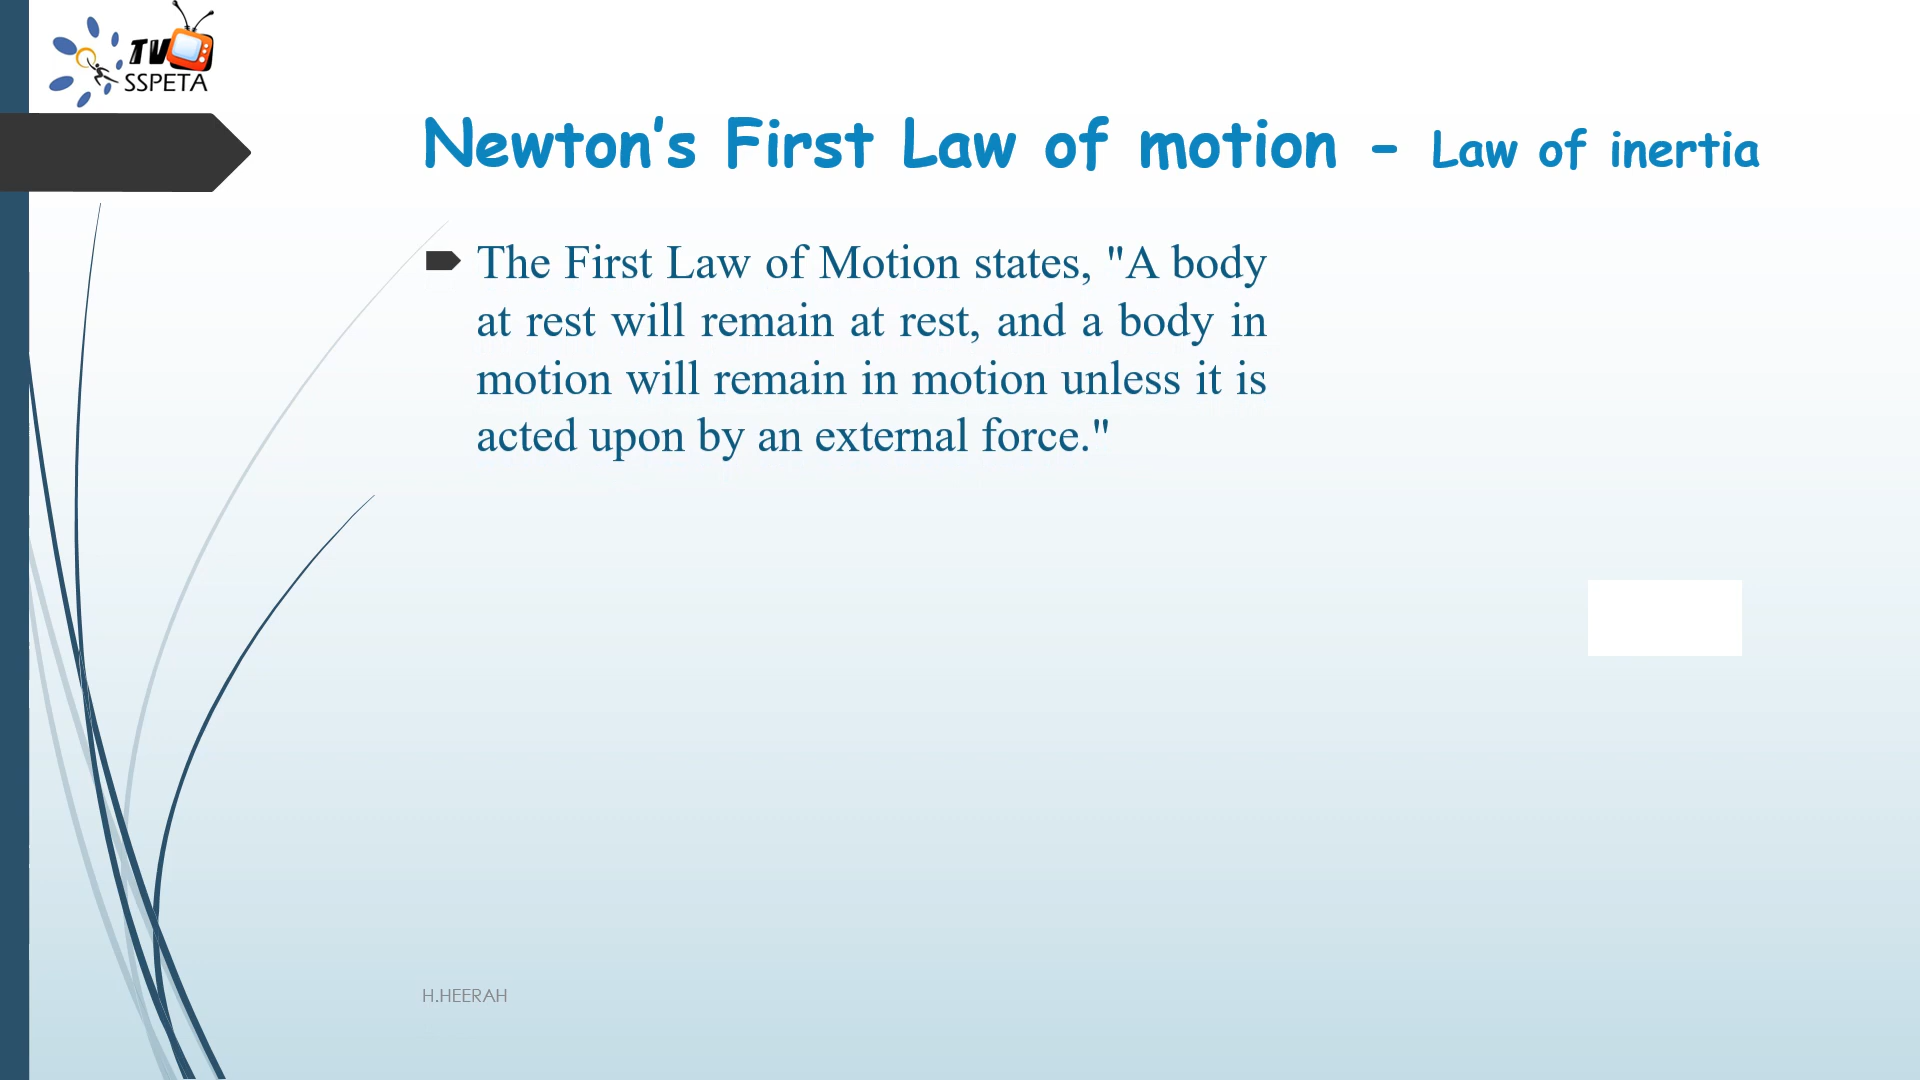 TV
SSPETA
Newton's First Law of motion - Law of inertia
The First Law of Motion states, "A body
at rest will remain at rest, and a body in
motion will remain in motion unless it is
acted upon by an external force."
H.HEERAH